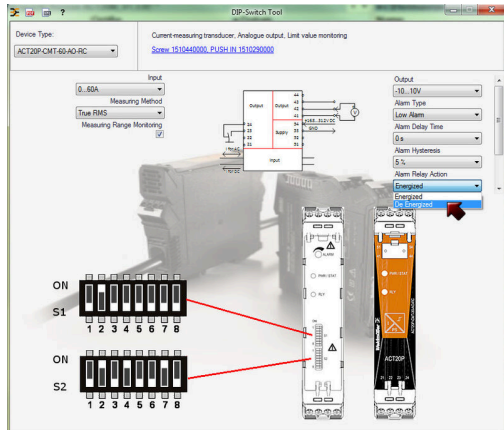 DIP-Switch Tool
Device Type:
ACT20P-CMT-60-AO-RC
Current-measuring transducer, Analogue output, Limit value monitoring
Screw 1510440000, PUSH IN 1510290000
Input
0...60A
Measuring Method
True RMS
Measuring Range Monitoring
Output
Output
Supply
Input
GND
Output
-10...10V
Alarm Type
Low Alarm
Alarm Delay Time
0 s
Alarm Hysteresis
5 %
Alarm Relay Action
Energized
Energized
De Energized
ON
S1
1 2 3 4 5 6 7 8
ON
S2
1 2 3 4 5 6 7 8
ALARM
PWR / STAT
RLY
PWR / STAT
RLY
ACT20P